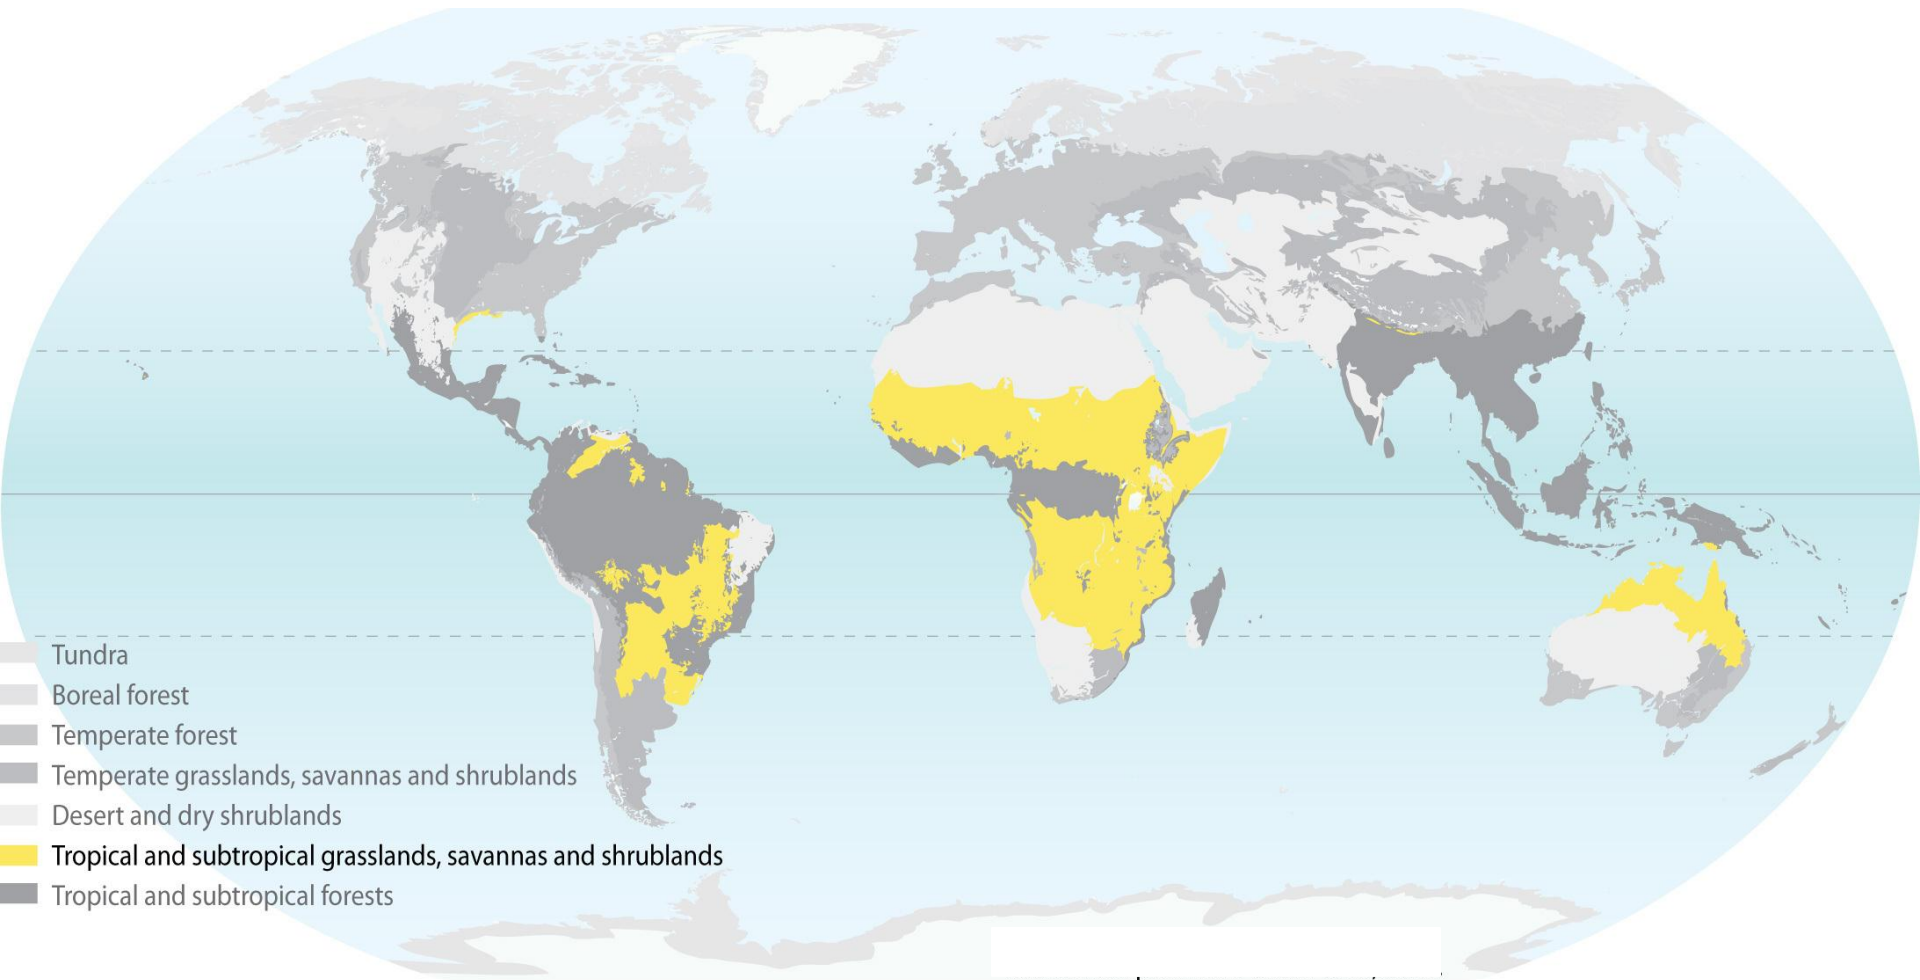 Tundra
Boreal forest
Temperate forest
Temperate grasslands, savannas and shrublands
Desert and dry shrublands
Tropical and subtropical grasslands, savannas and shrublands
Tropical and subtropical forests